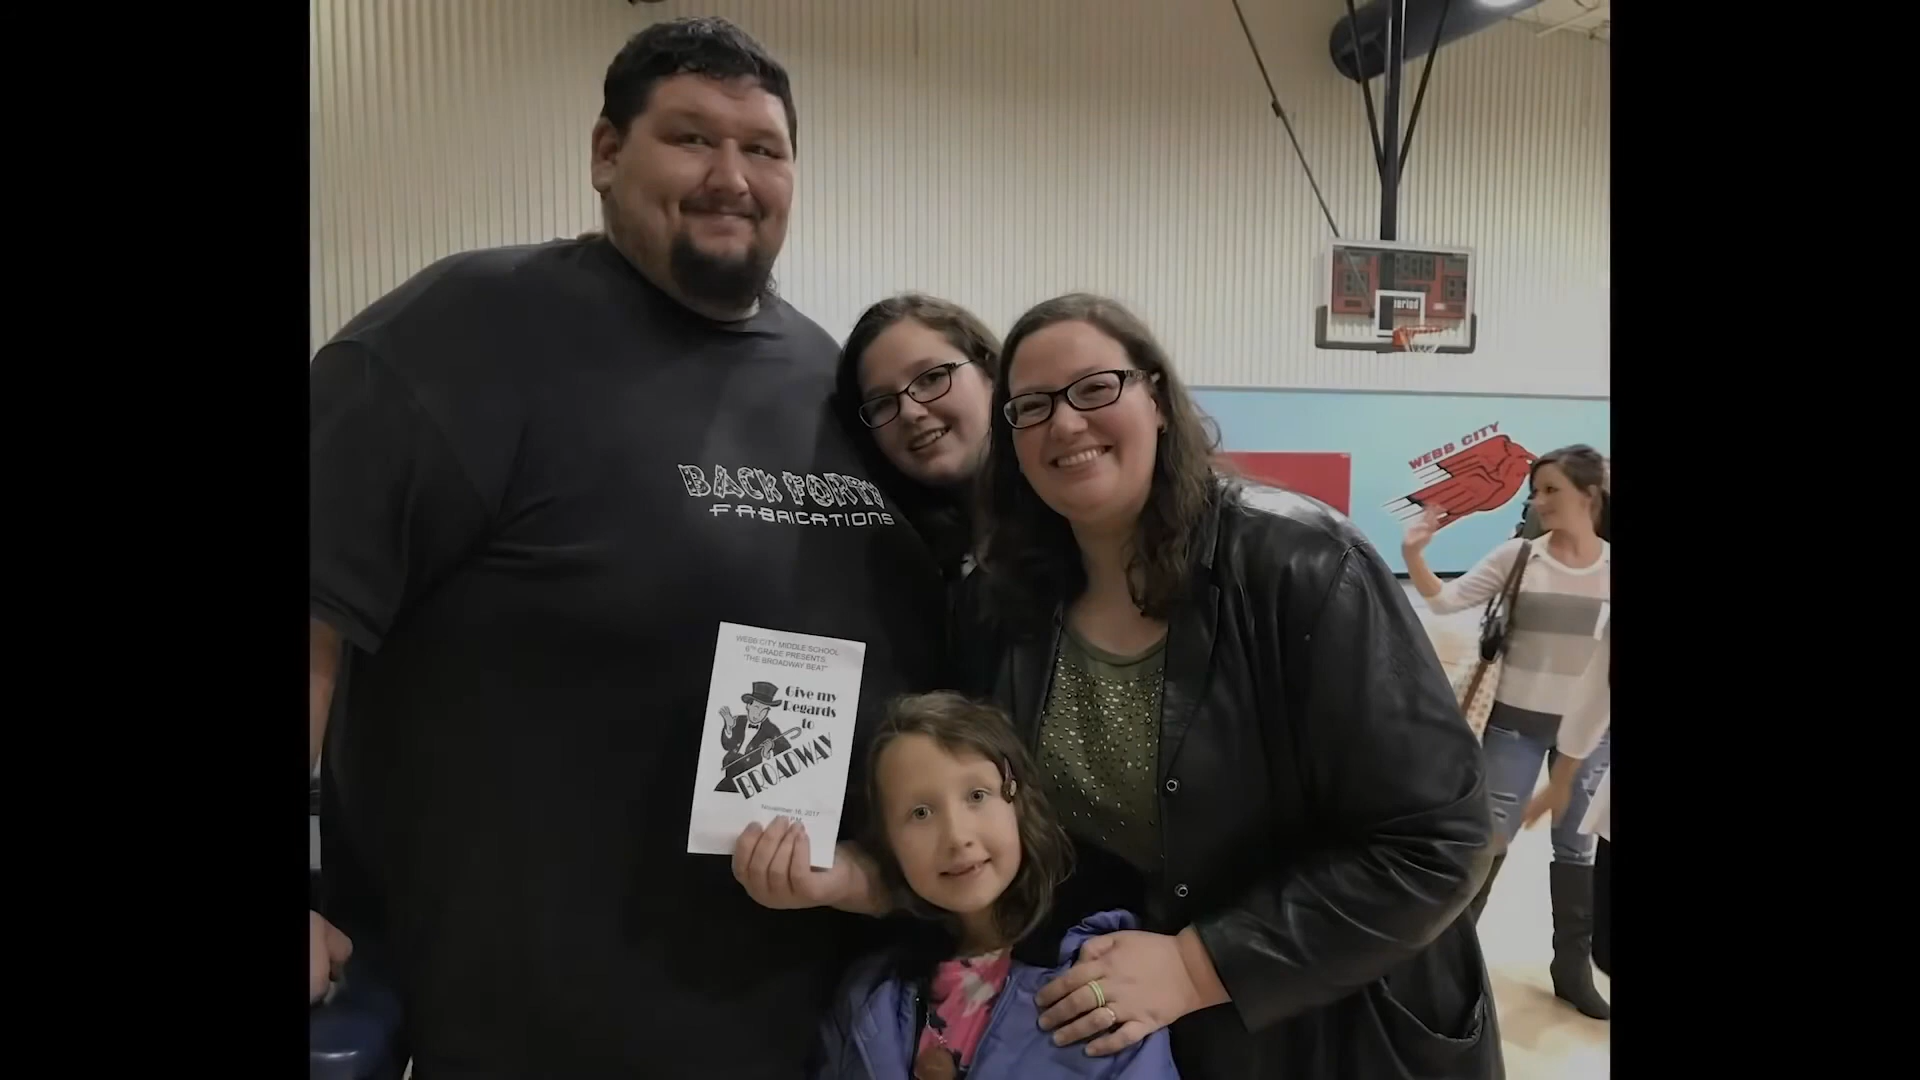 BACK FORTY
FABRICATIONS
WEBB CITY
period
WEBB CITY MIDDLE SCHOOL
6TH GRADE PRESENTS:
"THE BROADWAY BEAT"
Give my
Regards
to
BROADWAY
November 16, 2017